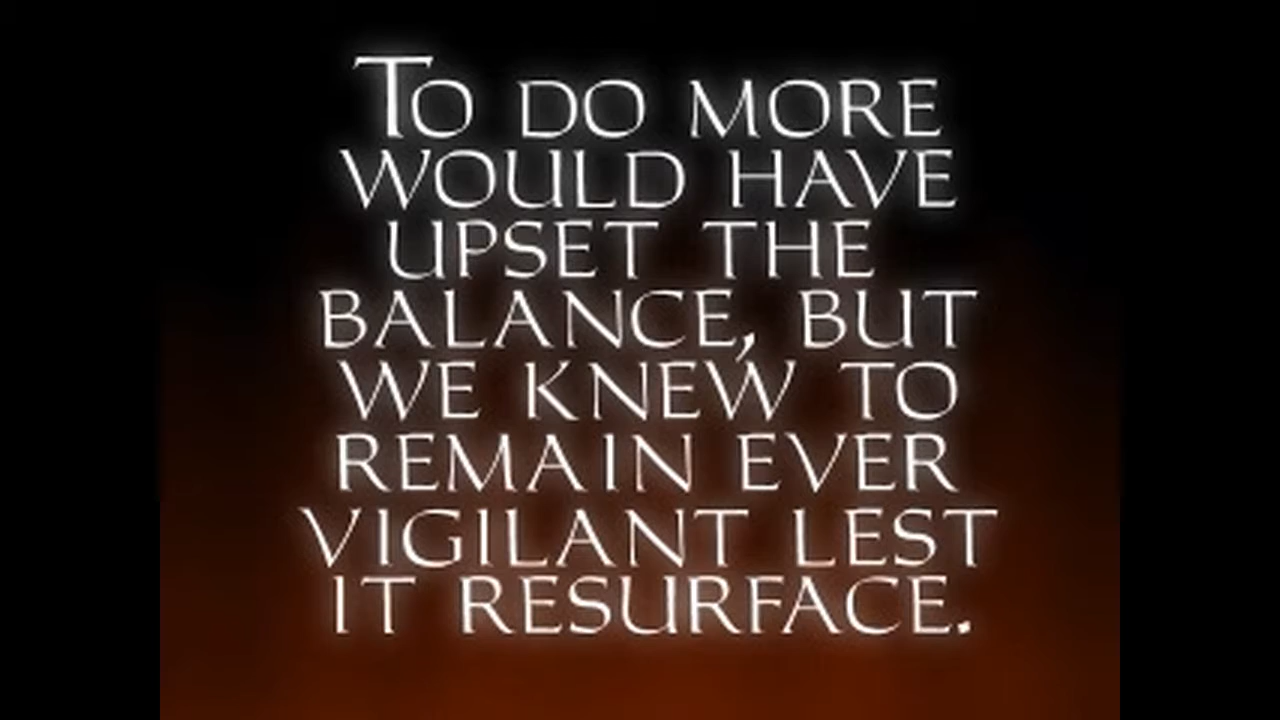 To do more
would have
upset the
balance, but
we knew to
remain ever
vigilant lest
it resurface.